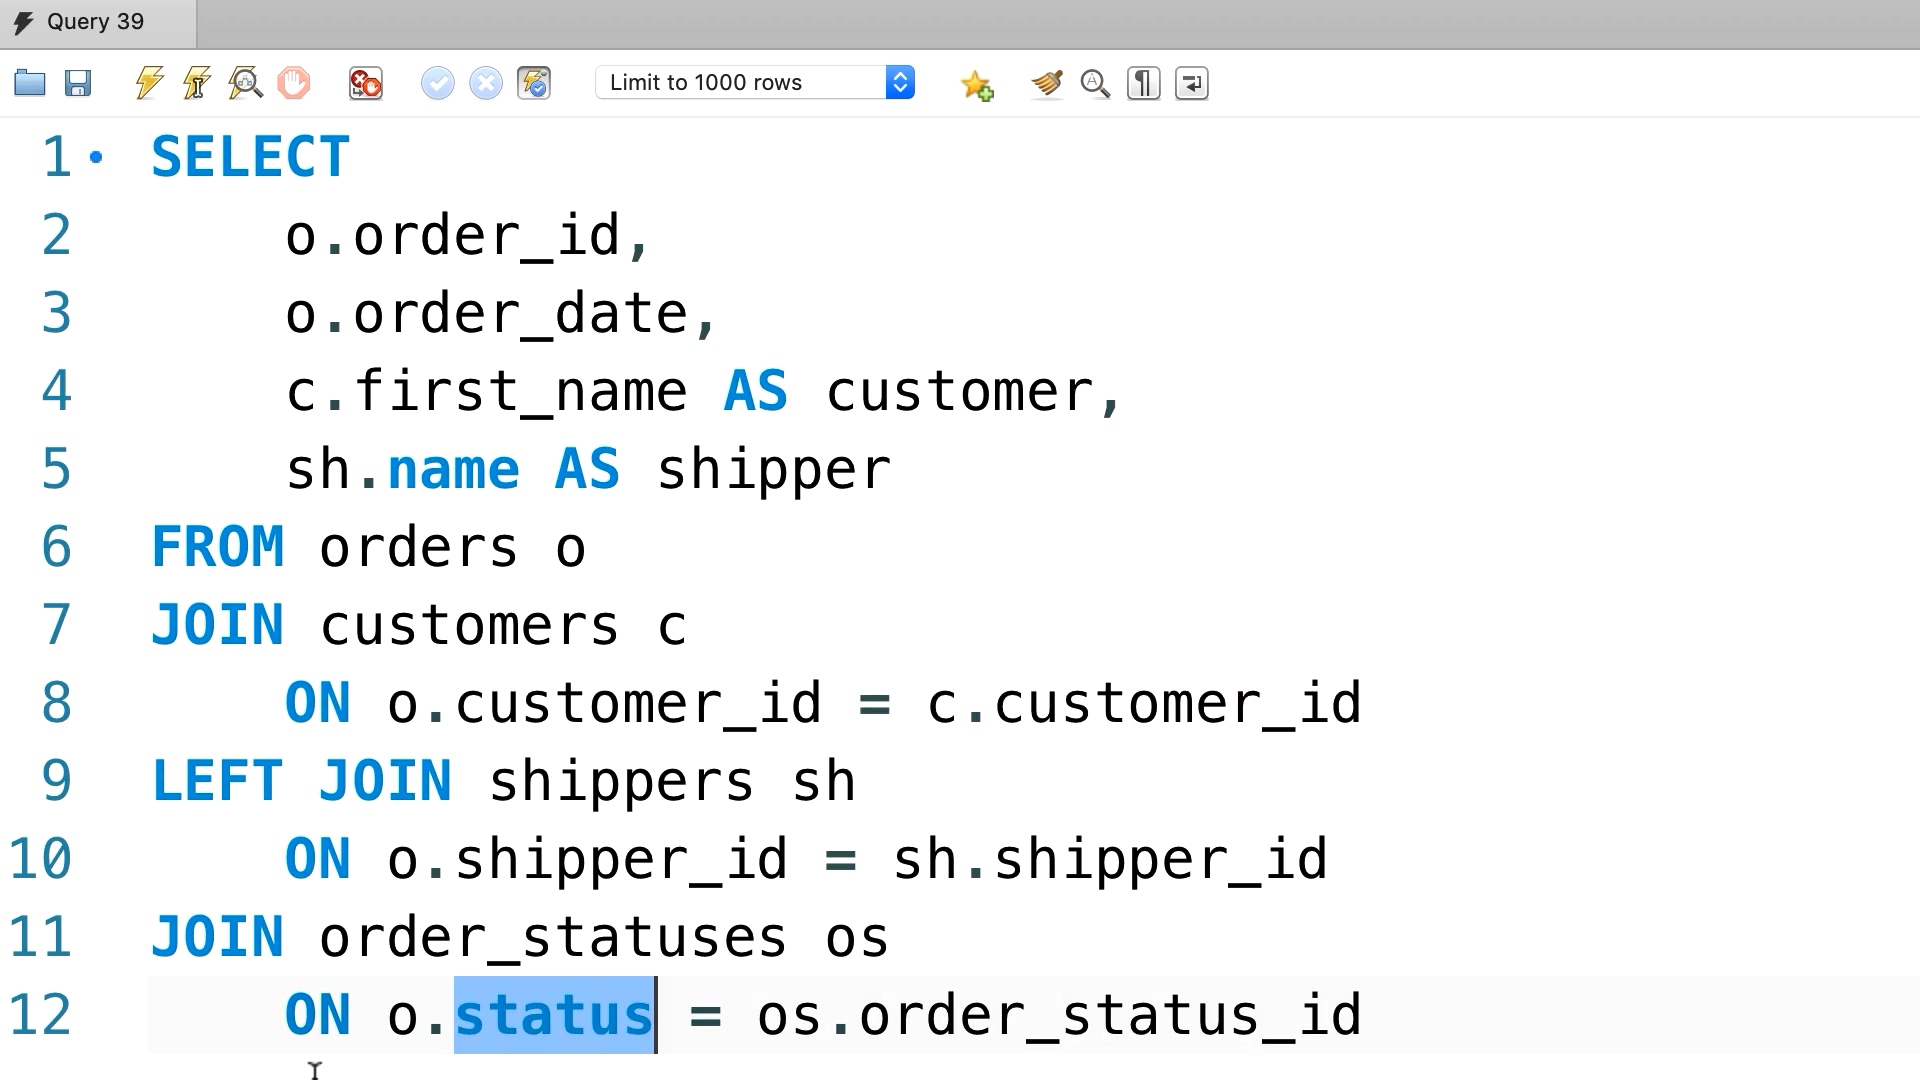 Query 39
Limit to 1000 rows
1 SELECT
2 o.order_id,
3 o.order_date,
4 c.first_name AS customer,
5 sh.name AS shipper
6 FROM orders o
7 JOIN customers c
8 ON o.customer_id = c.customer_id
9 LEFT JOIN shippers sh
10 ON o.shipper_id = sh.shipper_id
11 JOIN order_statuses os
12 ON o.status = os.order_status_id